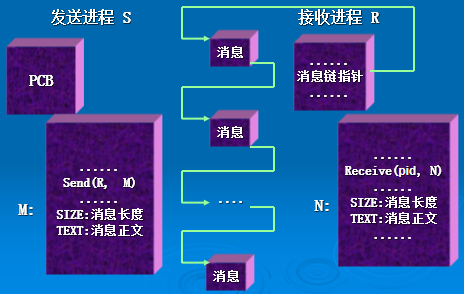 发送进程 S
接收进程 R
消息
......
消息链指针
......
PCB
消息
......
Send(R, M)
......
M:
SIZE:消息长度
TEXT:消息正文
....
......
Receive(pid, N)
......
N:
SIZE:消息长度
TEXT:消息正文
......
消息